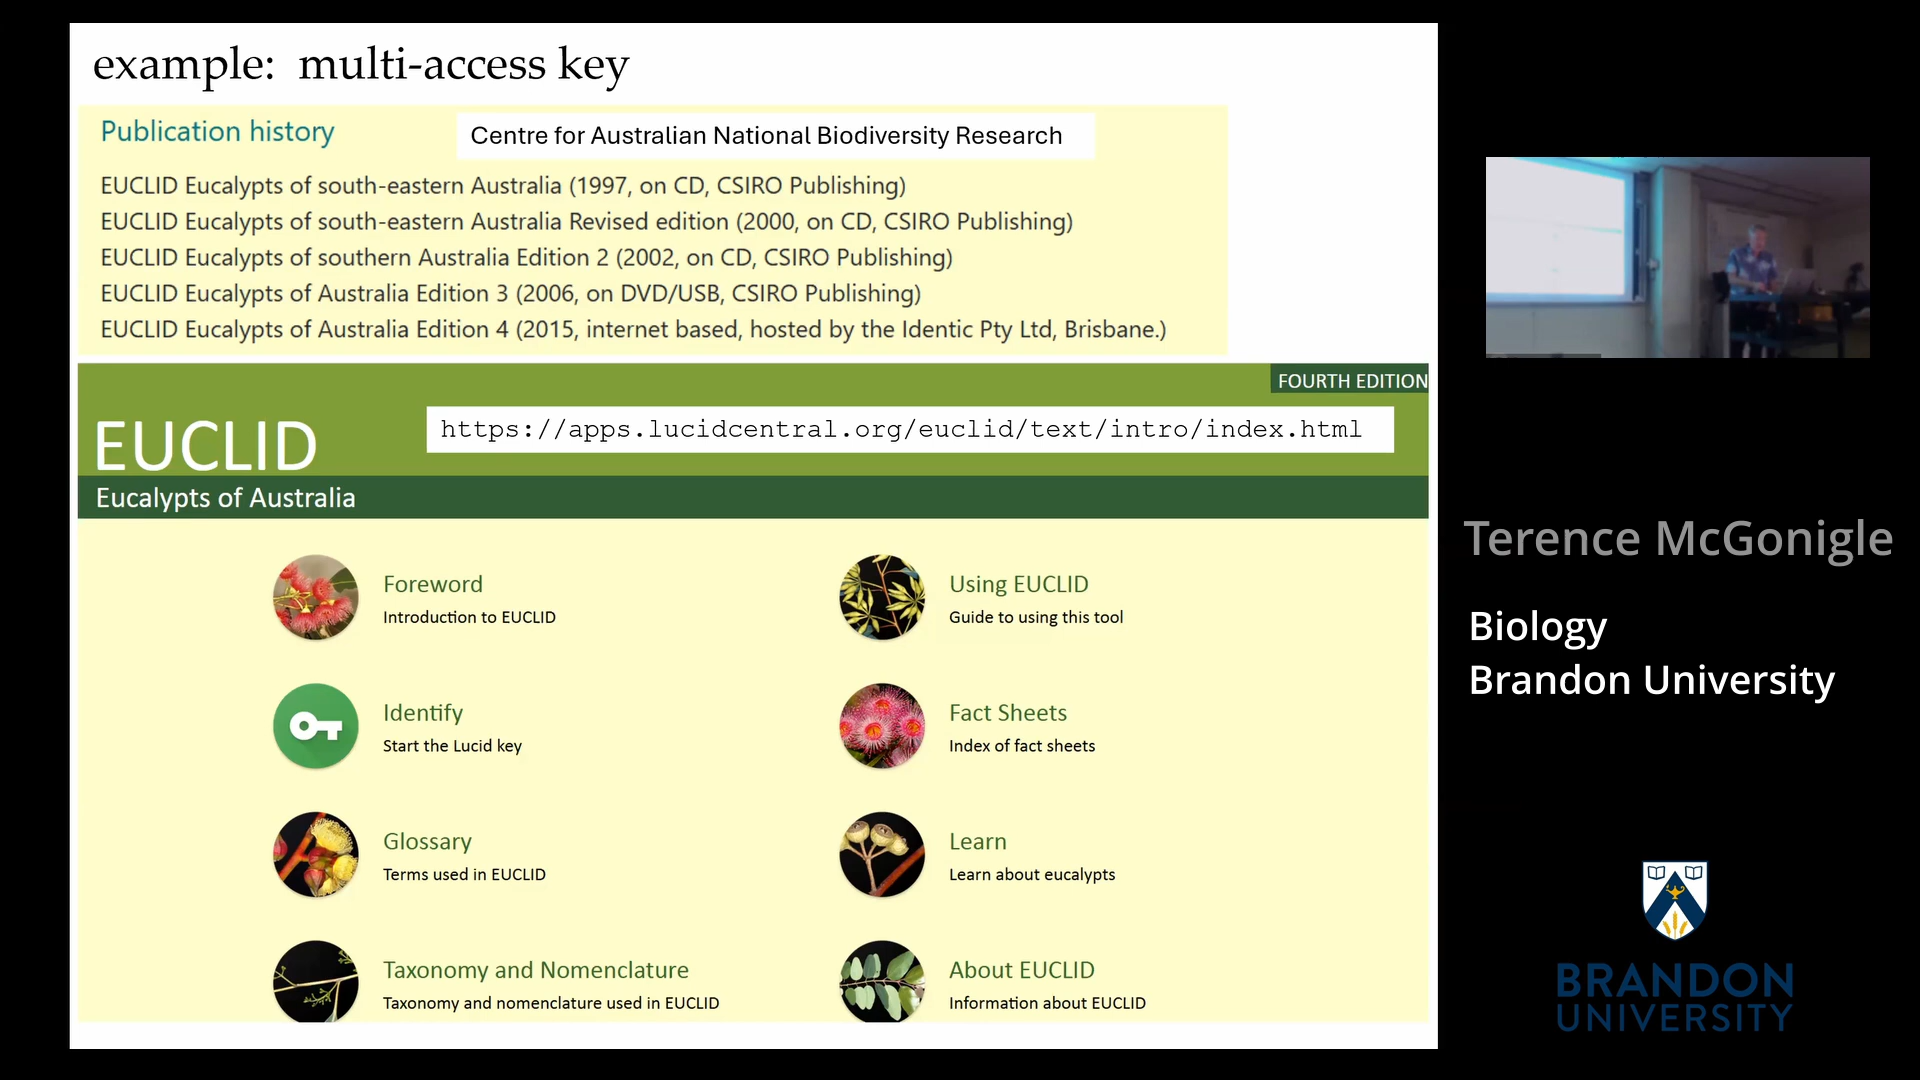 example: multi-access key
Publication history
Centre for Australian National Biodiversity Research
EUCLID Eucalypts of south-eastern Australia (1997, on CD, CSIRO Publishing)
EUCLID Eucalypts of south-eastern Australia Revised edition (2000, on CD, CSIRO Publishing)
EUCLID Eucalypts of southern Australia Edition 2 (2002, on CD, CSIRO Publishing)
EUCLID Eucalypts of Australia Edition 3 (2006, on DVD/USB, CSIRO Publishing)
EUCLID Eucalypts of Australia Edition 4 (2015, internet based, hosted by the Identic Pty Ltd, Brisbane.)
FOURTH EDITION
EUCLID
https://apps.lucidcentral.org/euclid/text/intro/index.html
Eucalypts of Australia
Foreword
Introduction to EUCLID
Using EUCLID
Guide to using this tool
Identify
Start the Lucid key
Fact Sheets
Index of fact sheets
Glossary
Terms used in EUCLID
Learn
Learn about eucalypts
Taxonomy and Nomenclature
Taxonomy and nomenclature used in EUCLID
About EUCLID
Information about EUCLID
Terence McGonigle
Biology
Brandon University
BRANDON
UNIVERSITY